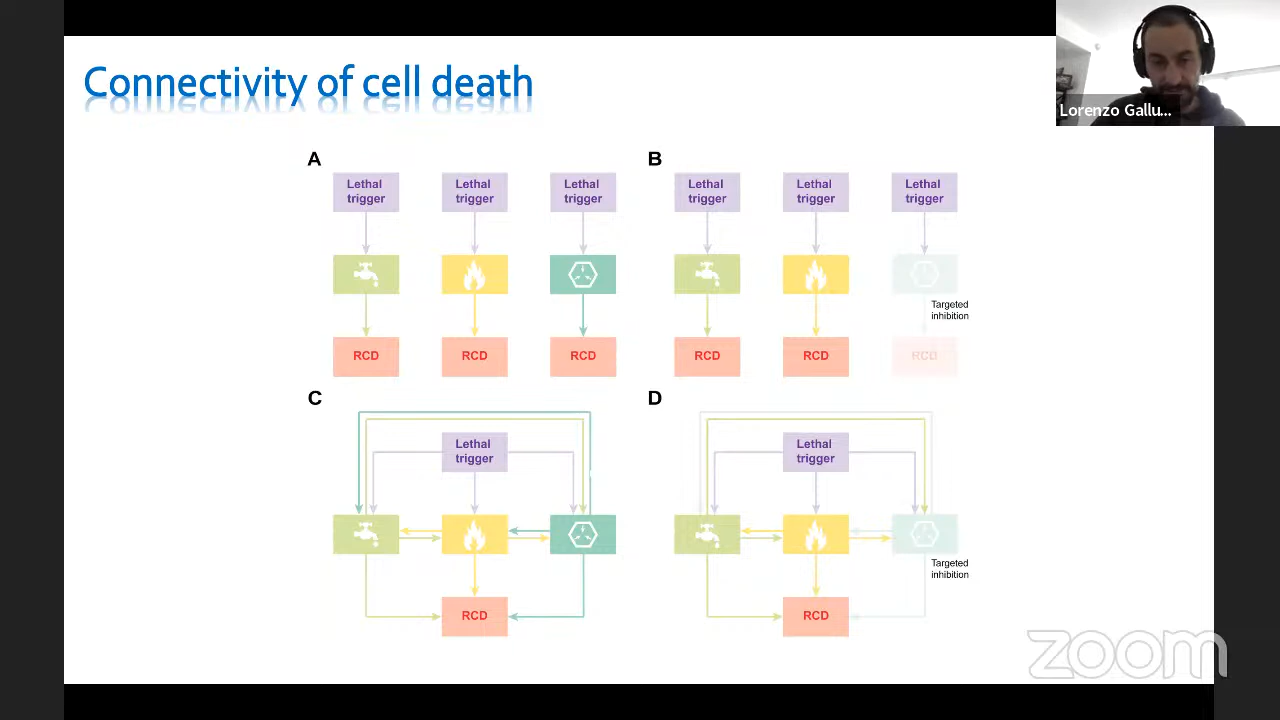 Connectivity of cell death
Lorenzo Gallu...
A
Lethal
trigger
Lethal
trigger
Lethal
trigger
RCD
RCD
RCD
B
Lethal
trigger
Lethal
trigger
Lethal
trigger
Targeted
inhibition
RCD
RCD
RCD
C
Lethal
trigger
RCD
D
Lethal
trigger
Targeted
inhibition
RCD
zoom